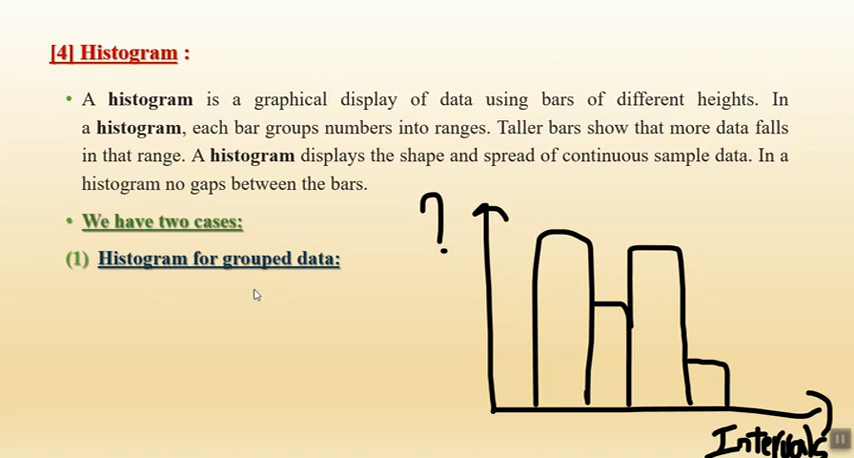 [4] Histogram :
• A histogram is a graphical display of data using bars of different heights. In
a histogram, each bar groups numbers into ranges. Taller bars show that more data falls
in that range. A histogram displays the shape and spread of continuous sample data. In a
histogram no gaps between the bars.
• We have two cases:
(1) Histogram for grouped data:
?
Intervals